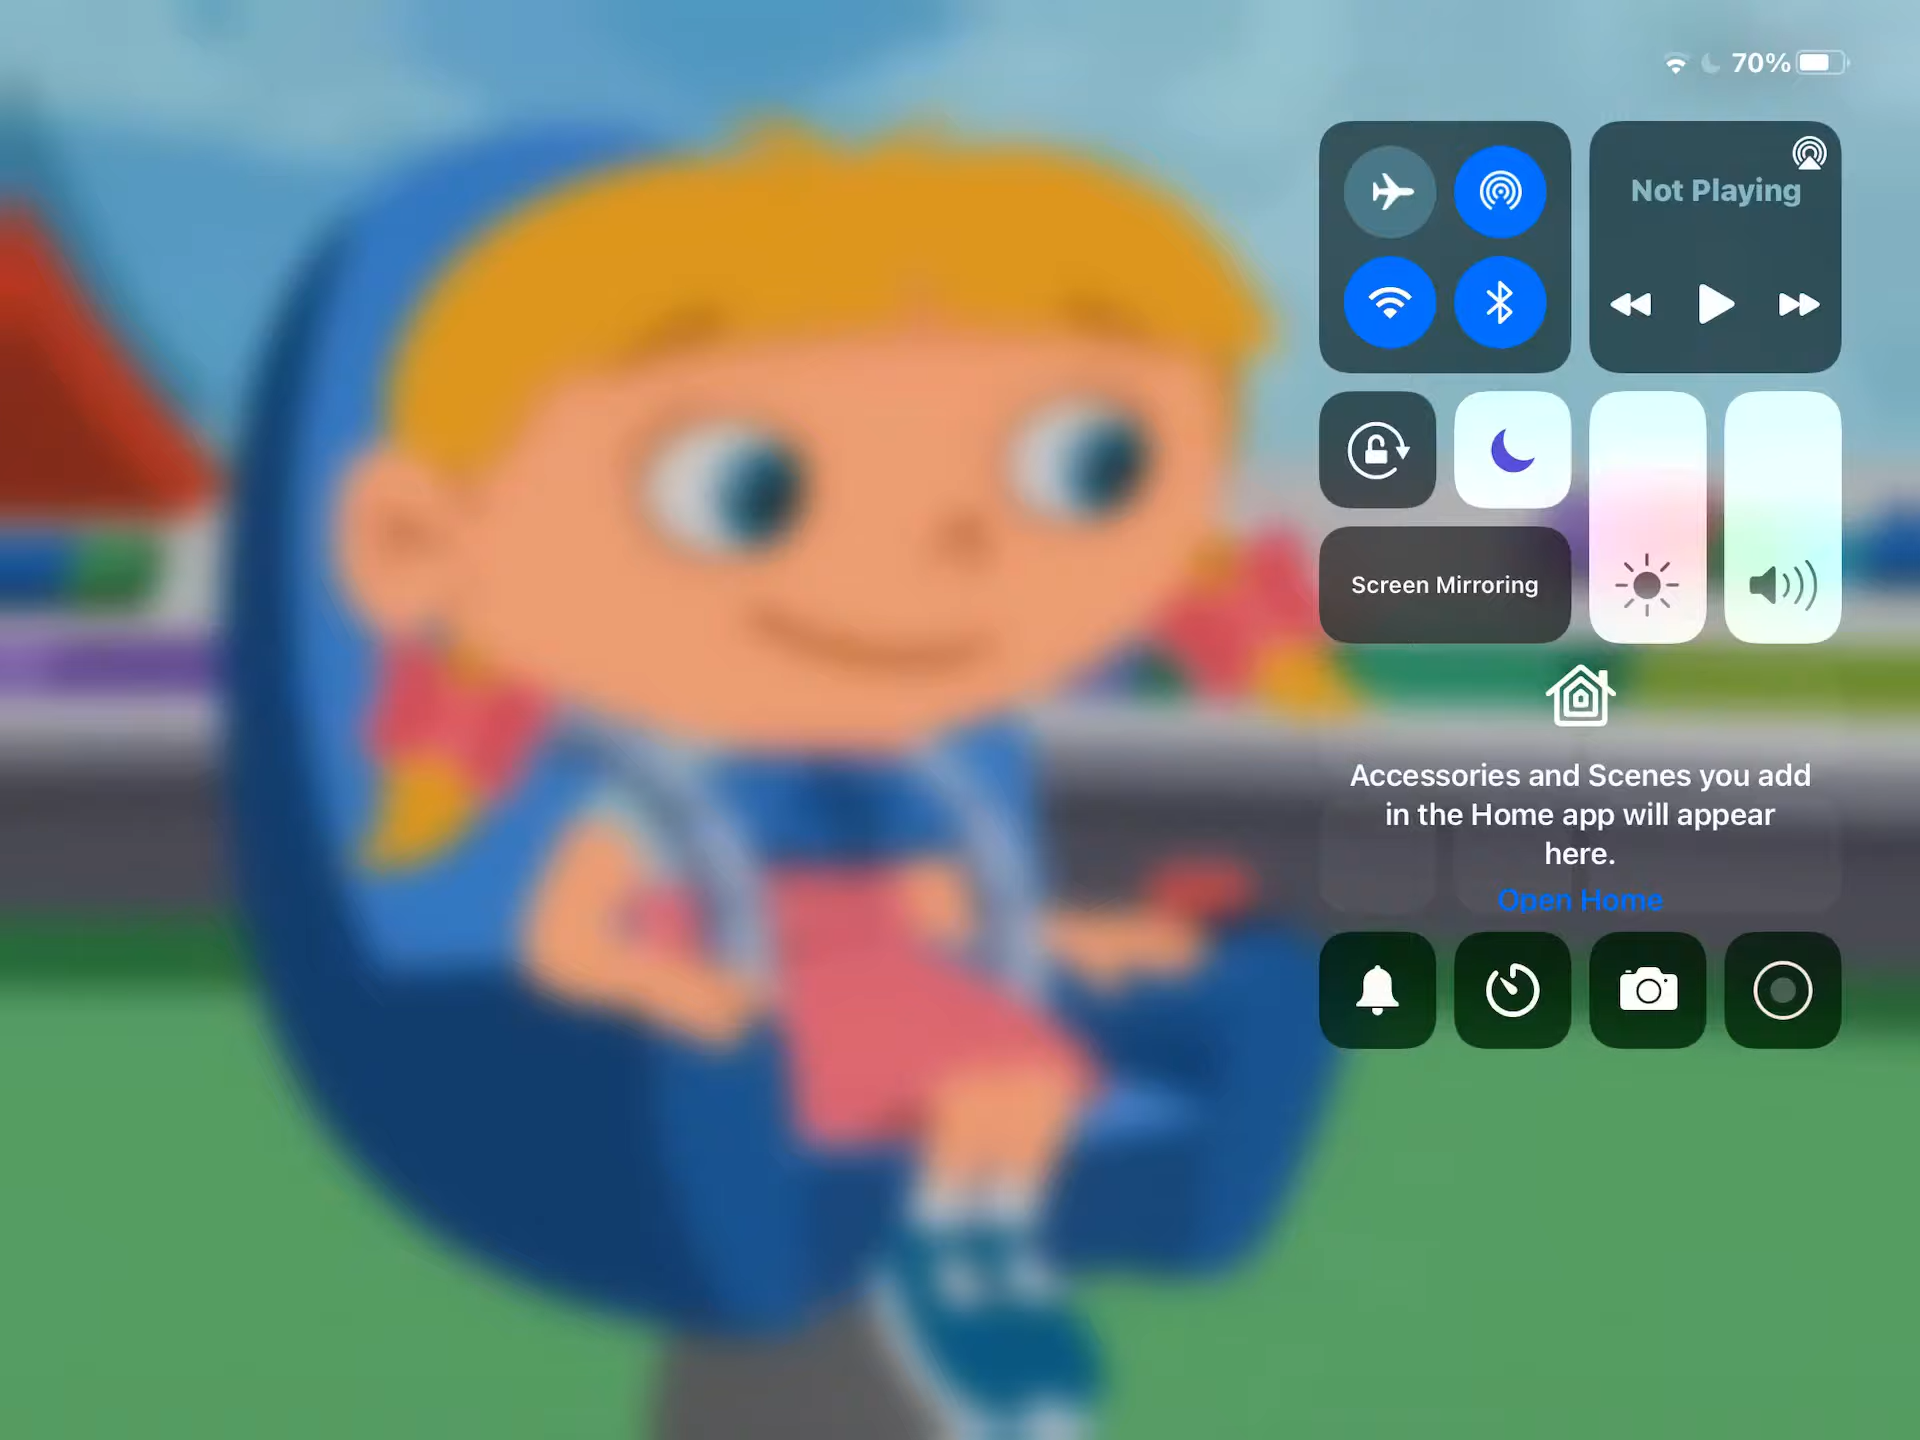 70%
Not Playing
Screen Mirroring
Accessories and Scenes you add
in the Home app will appear
here.
Open Home